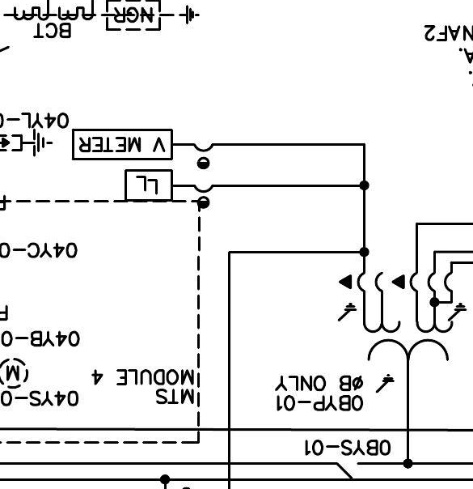 0BYS-01
0BYP-01
ØB ONLY
MTS
MODULE 4
04YS-0
M
04YB-0
04YC-0
LL
V METER
04YL-0
A.
NAF2
BCT
NGR